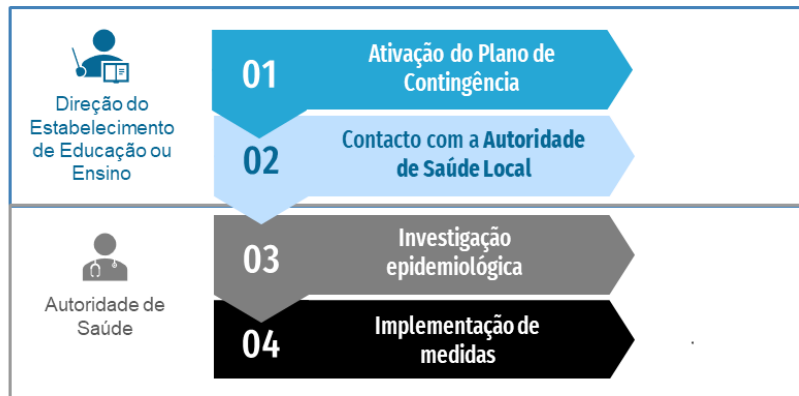 Direção do
Estabelecimento
de Educação ou
Ensino
01
Ativação do Plano de
Contingência
02
Contacto com a Autoridade
de Saúde Local
Autoridade de
Saúde
03
Investigação
epidemiológica
04
Implementação de
medidas
.